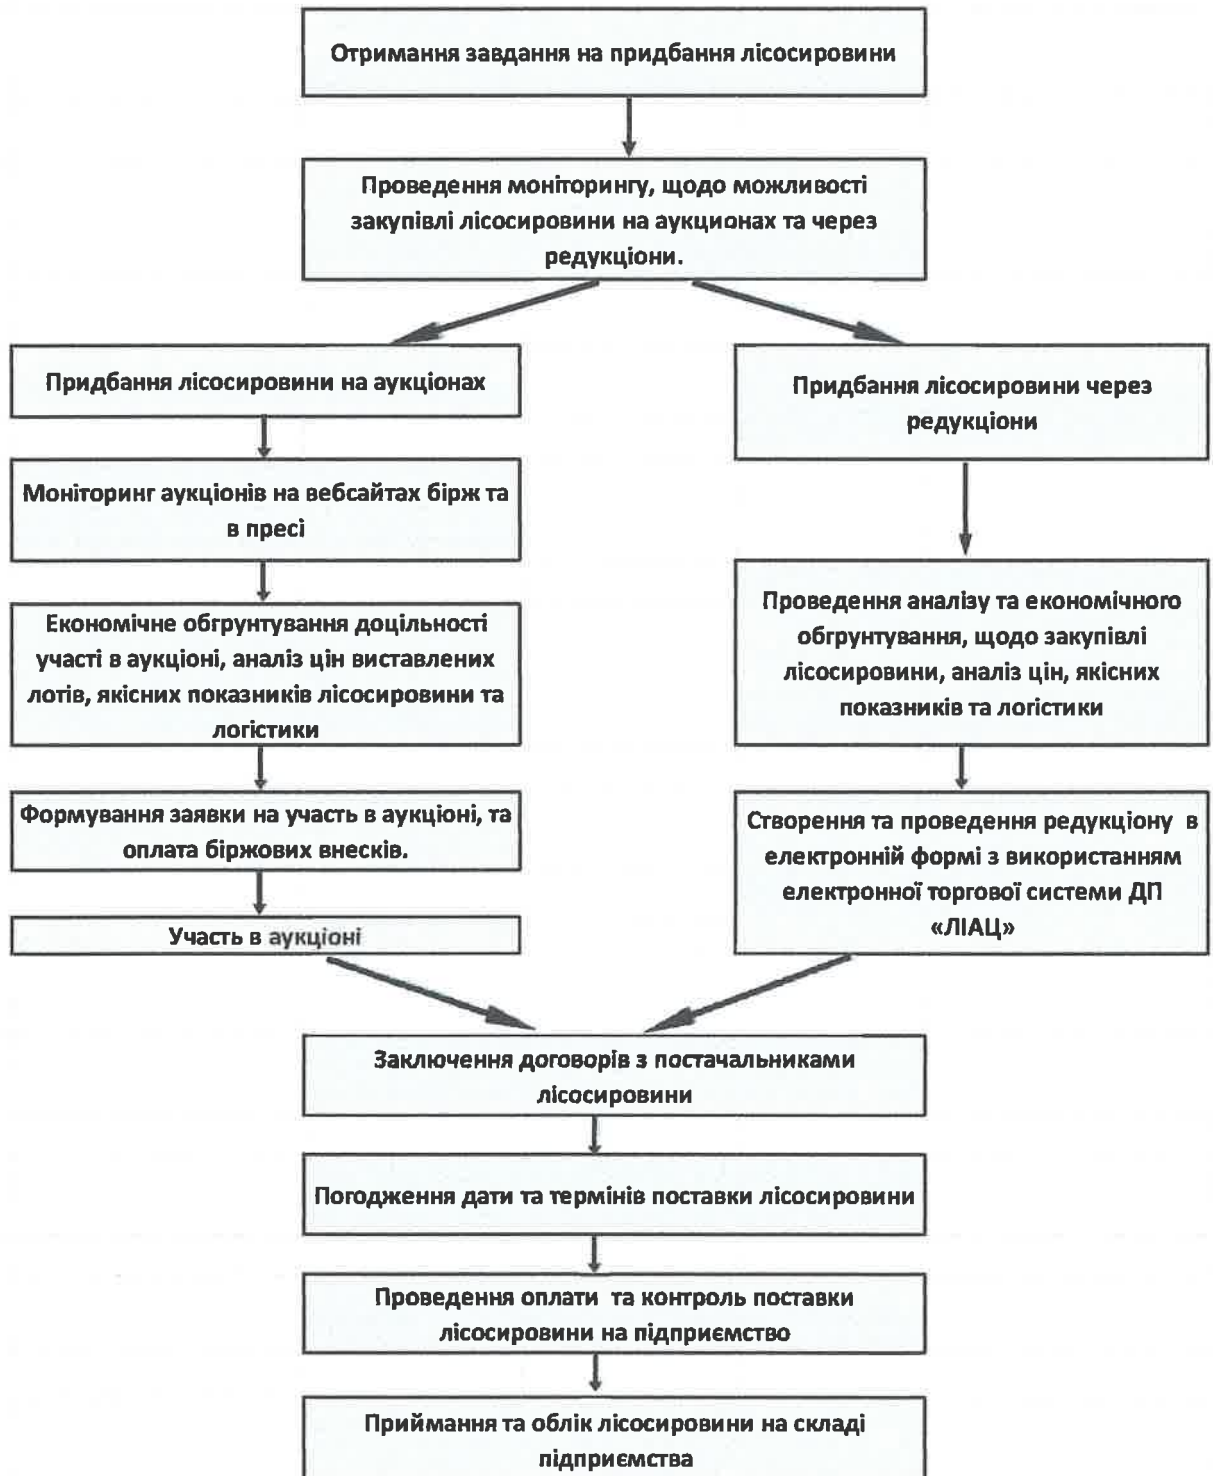 Отримання завдання на придбання лісосировини
Проведення моніторингу, щодо можливості
закупівлі лісосировини на аукционах та через
редукціони.
Придбання лісосировини на аукціонах
Моніторинг аукціонів на вебсайтах бірж та
в пресі
Економічне обгрунтування доцільності
участі в аукціоні, аналіз цін виставлених
лотів, якісних показників лісосировини та
логістики
Формування заявки на участь в аукціоні, та
оплата біржових внесків.
Участь в аукціоні
Придбання лісосировини через
редукціони
Проведення аналізу та економічного
обгрунтування, щодо закупівлі
лісосировини, аналіз цін, якісних
показників та логістики
Створення та проведення редукціону в
електронній формі з використанням
електронної торгової системи ДП
«ЛІАЦ»
Заключення договорів з постачальниками
лісосировини
Погодження дати та термінів поставки лісосировини
Проведення оплати та контроль поставки
лісосировини на підприємство
Приймання та облік лісосировини на складі
підприємства